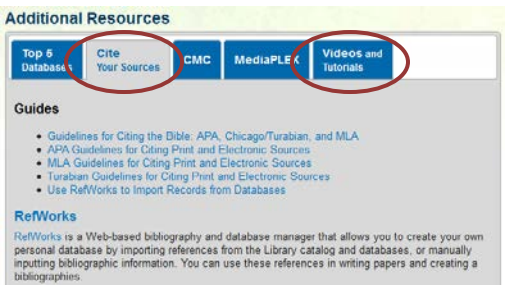 Additional Resources
Top 5 Databases
Cite Your Sources
CMC
MediaPLEX
Videos and Tutorials
Guides
• Guidelines for Citing the Bible: APA, Chicago/Turabian, and MLA
• APA Guidelines for Citing Print and Electronic Sources
• MLA Guidelines for Citing Print and Electronic Sources
• Turabian Guidelines for Citing Print and Electronic Sources
• Use RefWorks to Import Records from Databases
RefWorks
RefWorks is a Web-based bibliography and database manager that allows you to create your own
personal database by importing references from the Library catalog and databases, or manually
inputting bibliographic information. You can use these references in writing papers and creating a
bibliographies.